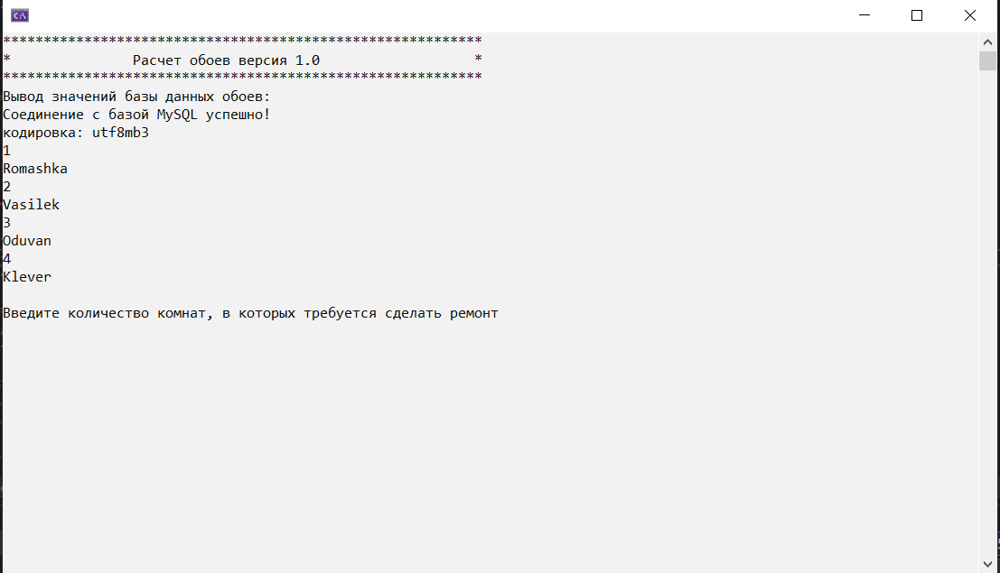 C:\
***********************************************************
* Расчет обоев версия 1.0 *
***********************************************************
Вывод значений базы данных обоев:
Соединение с базой MySQL успешно!
кодировка: utf8mb3
1
Romashka
2
Vasilek
3
Oduvan
4
Klever
Введите количество комнат, в которых требуется сделать ремонт